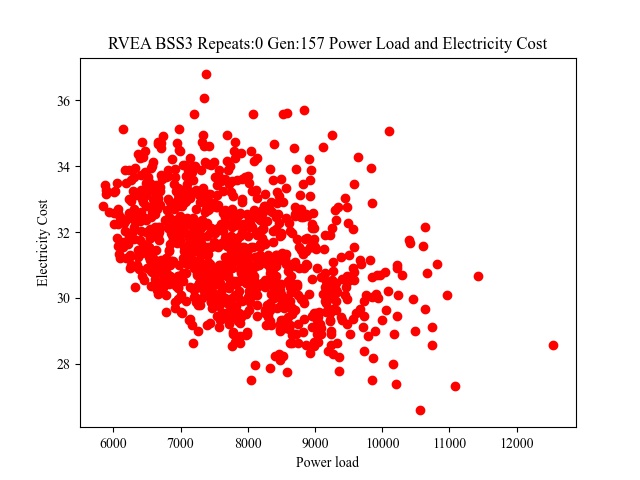 RVEA BSS3 Repeats:0 Gen:157 Power Load and Electricity Cost
36
34
32
30
28
Electricity Cost
6000 7000 8000 9000 10000 11000 12000
Power load